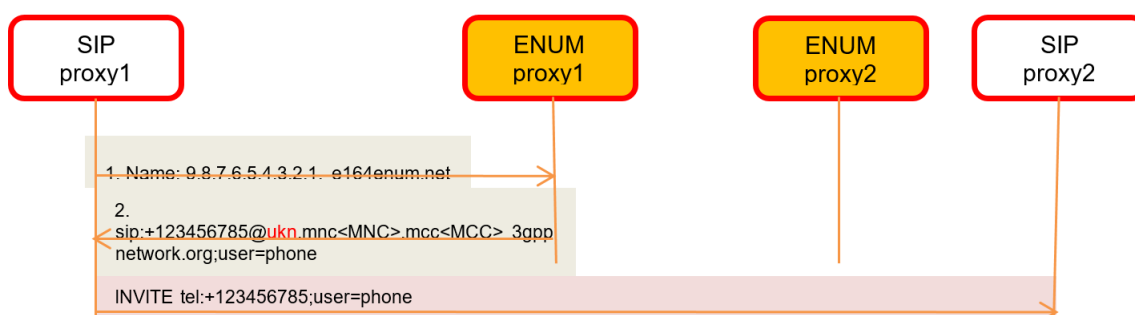 SIP
proxy1
ENUM
proxy1
ENUM
proxy2
SIP
proxy2
1. Name: 9.8.7.6.5.4.3.2.1. e164enum.net
2.
sip:+123456785@ukn.mnc<MNC>.mcc<MCC> 3gpp
network.org;user=phone
INVITE tel:+123456785;user=phone